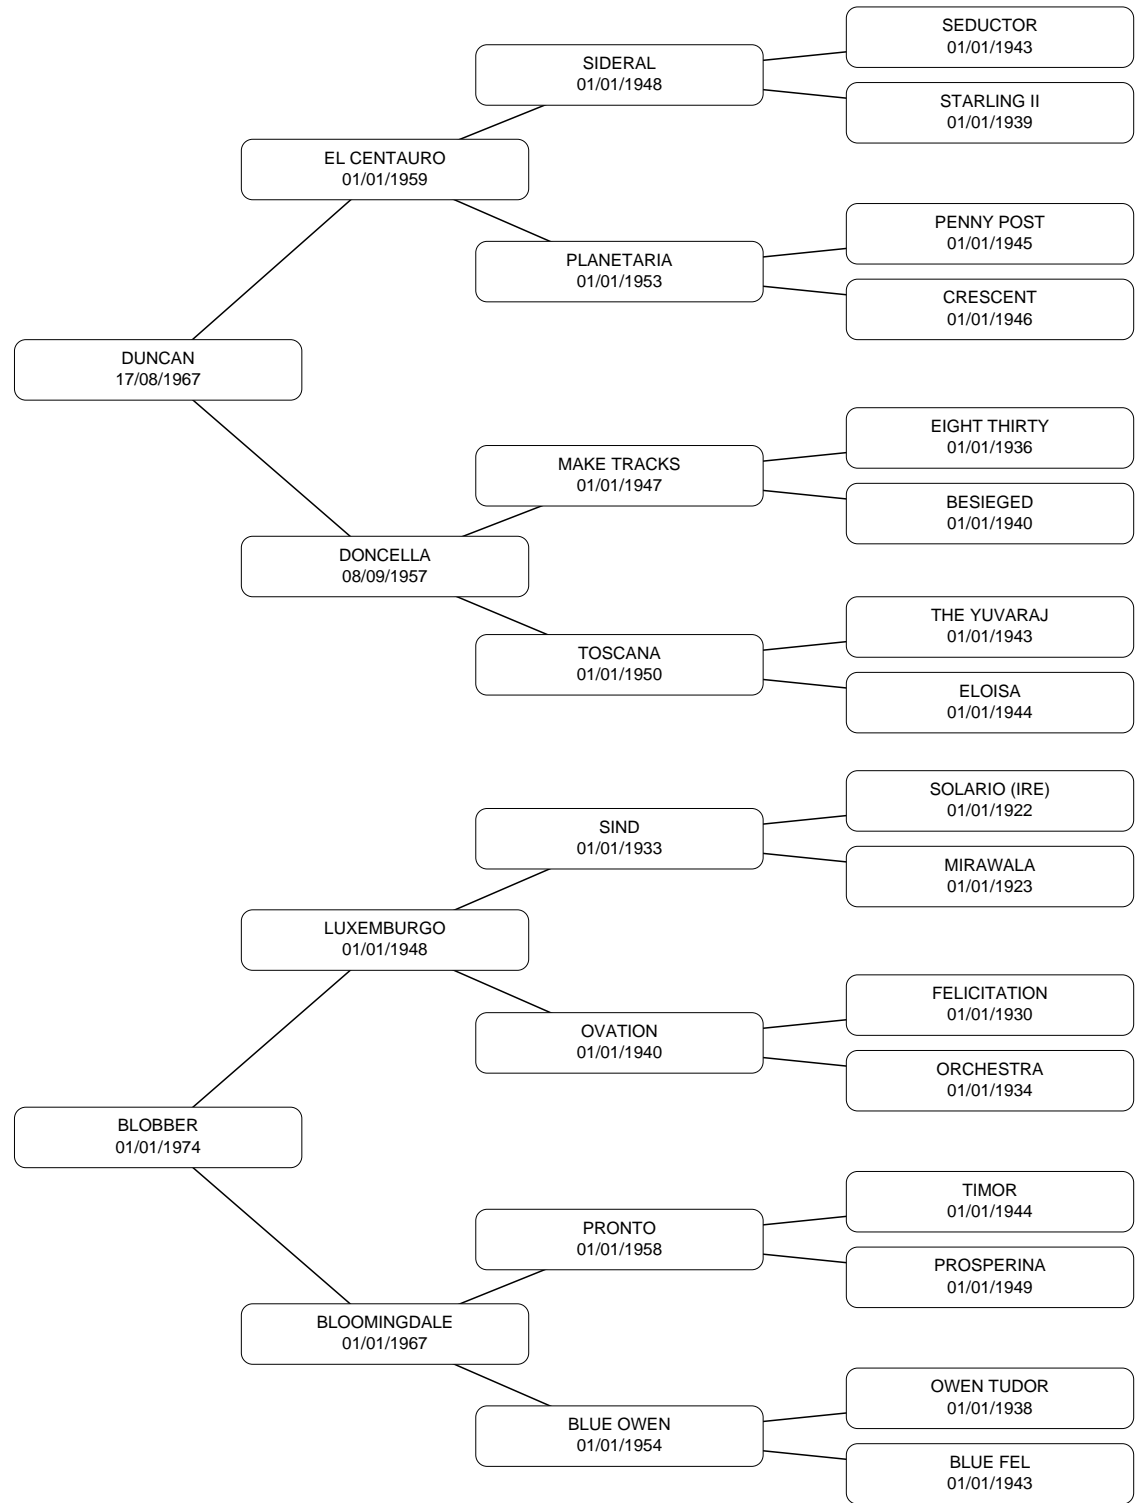 SEDUCTOR
01/01/1943
SIDERAL
01/01/1948
STARLING II
01/01/1939
EL CENTAURO
01/01/1959
PENNY POST
01/01/1945
PLANETARIA
01/01/1953
CRESCENT
01/01/1946
DUNCAN
17/08/1967
EIGHT THIRTY
01/01/1936
MAKE TRACKS
01/01/1947
BESIEGED
01/01/1940
DONCELLA
08/09/1957
THE YUVARAJ
01/01/1943
TOSCANA
01/01/1950
ELOISA
01/01/1944
SOLARIO (IRE)
01/01/1922
SIND
01/01/1933
MIRAWALA
01/01/1923
LUXEMBURGO
01/01/1948
FELICITATION
01/01/1930
OVATION
01/01/1940
ORCHESTRA
01/01/1934
BLOBBER
01/01/1974
TIMOR
01/01/1944
PRONTO
01/01/1958
PROSPERINA
01/01/1949
BLOOMINGDALE
01/01/1967
OWEN TUDOR
01/01/1938
BLUE OWEN
01/01/1954
BLUE FEL
01/01/1943